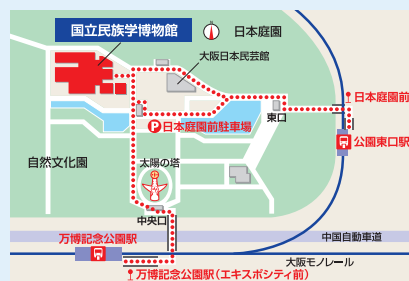 国立民族学博物館
日本庭園
大阪日本民芸館
日本庭園前
東口
P日本庭園前駐車場
公園東口駅
自然文化園
太陽の塔
中央口
万博記念公園駅
中国自動車道
大阪モノレール
万博記念公園駅(エキスポシティ前)